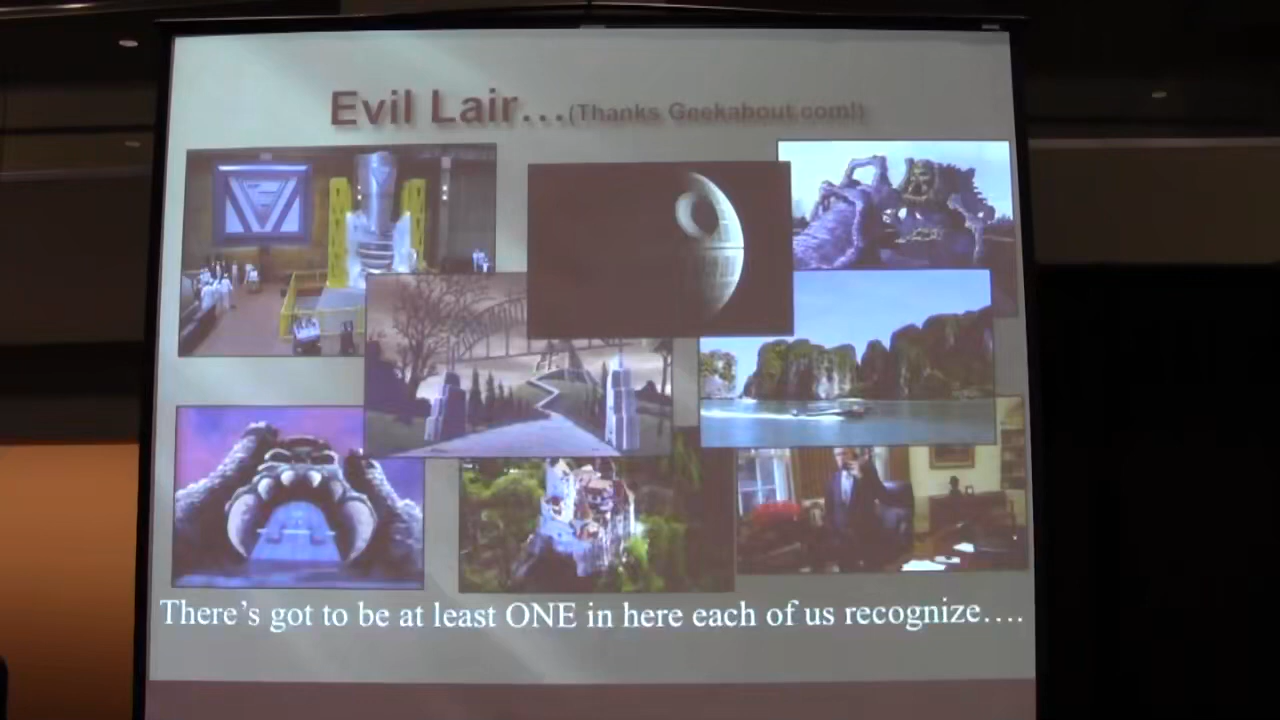 Evil Lair...(Thanks Geekabout.com!)
There's got to be at least ONE in here each of us recognize....